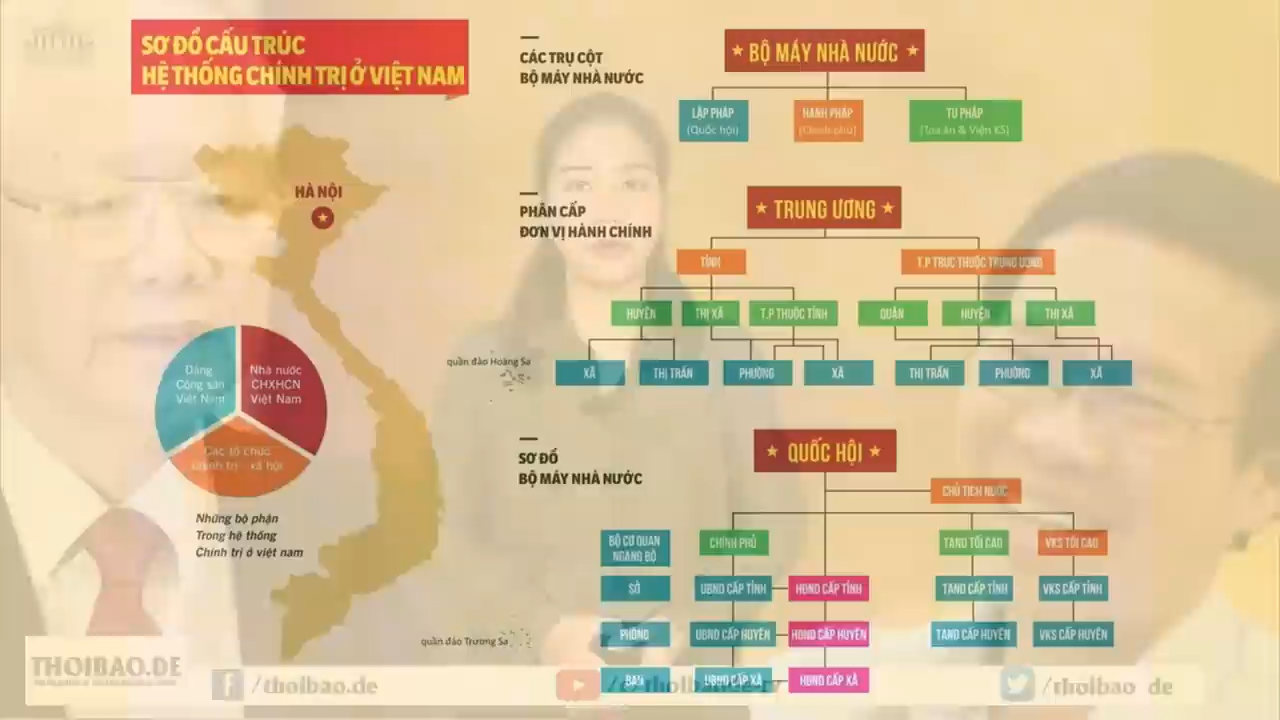 SƠ ĐỒ CẤU TRÚC
HỆ THỐNG CHÍNH TRỊ Ở VIỆT NAM
HÀ NỘI
quần đảo Hoàng Sa
Đảng
Cộng sản
Việt Nam
Nhà nước
CHXHCN
Việt Nam
Các tổ chức
chính trị - xã hội
Những bộ phận
Trong hệ thống
Chính trị ở việt nam
quần đảo Trường Sa
CÁC TRỤ CỘT
BỘ MÁY NHÀ NƯỚC
BỘ MÁY NHÀ NƯỚC
LẬP PHÁP
(Quốc hội)
HÀNH PHÁP
(Chính phủ)
TƯ PHÁP
(Tòa án & Viện KS)
PHÂN CẤP
ĐƠN VỊ HÀNH CHÍNH
TRUNG ƯƠNG
TỈNH
T.P TRỰC THUỘC TRUNG ƯƠNG
HUYỆN
THỊ XÃ
T.P THUỘC TỈNH
QUẬN
HUYỆN
THỊ XÃ
XÃ
THỊ TRẤN
PHƯỜNG
XÃ
THỊ TRẤN
PHƯỜNG
XÃ
SƠ ĐỒ
BỘ MÁY NHÀ NƯỚC
QUỐC HỘI
CHỦ TỊCH NƯỚC
BỘ CƠ QUAN
NGANG BỘ
CHÍNH PHỦ
TAND TỐI CAO
VKS TỐI CAO
SỞ
UBND CẤP TỈNH
HĐND CẤP TỈNH
TAND CẤP TỈNH
VKS CẤP TỈNH
PHÒNG
UBND CẤP HUYỆN
HĐND CẤP HUYỆN
TAND CẤP HUYỆN
VKS CẤP HUYỆN
BAN
UBND CẤP XÃ
HĐND CẤP XÃ
THOIBAO.DE
/thoibao.de
/thoibao_de